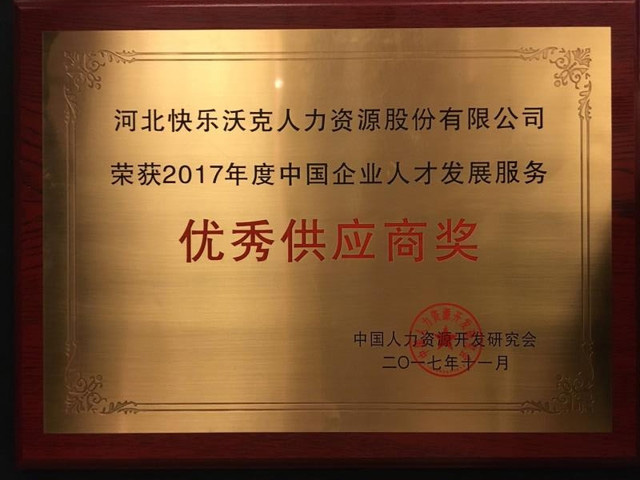 河北快乐沃克人力资源股份有限公司
荣获2017年度中国企业人才发展服务
优秀供应商奖
中国人力资源开发研究会
二〇一七年十一月